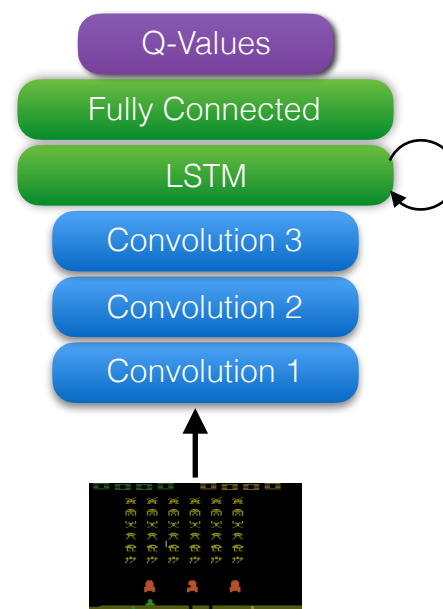 Q-Values
Fully Connected
LSTM
Convolution 3
Convolution 2
Convolution 1